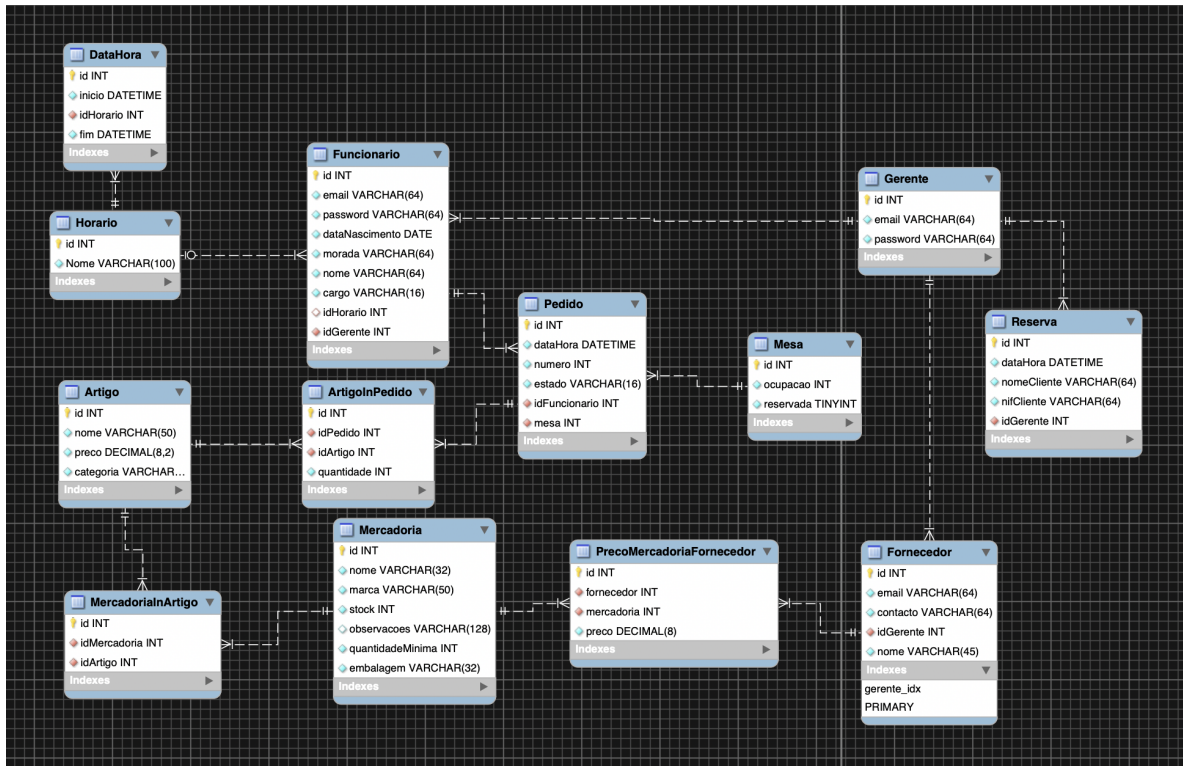 DataHora
id INT
inicio DATETIME
idHorario INT
fim DATETIME
Indexes
Horario
id INT
Nome VARCHAR(100)
Indexes
Funcionario
id INT
email VARCHAR(64)
password VARCHAR(64)
dataNascimento DATE
morada VARCHAR(64)
nome VARCHAR(64)
cargo VARCHAR(16)
idHorario INT
idGerente INT
Indexes
Gerente
id INT
email VARCHAR(64)
password VARCHAR(64)
Indexes
Pedido
id INT
dataHora DATETIME
numero INT
estado VARCHAR(16)
idFuncionario INT
mesa INT
Indexes
Mesa
id INT
ocupacao INT
reservada TINYINT
Indexes
Reserva
id INT
dataHora DATETIME
nomeCliente VARCHAR(64)
nifCliente VARCHAR(64)
idGerente INT
Indexes
Artigo
id INT
nome VARCHAR(50)
preco DECIMAL(8,2)
categoria VARCHAR...
Indexes
ArtigoInPedido
id INT
idPedido INT
idArtigo INT
quantidade INT
Indexes
Mercadoria
id INT
nome VARCHAR(32)
marca VARCHAR(50)
stock INT
observacoes VARCHAR(128)
quantidadeMinima INT
embalagem VARCHAR(32)
Indexes
PrecoMercadoriaFornecedor
id INT
fornecedor INT
mercadoria INT
preco DECIMAL(8)
Indexes
Fornecedor
id INT
email VARCHAR(64)
contacto VARCHAR(64)
idGerente INT
nome VARCHAR(45)
Indexes
gerente_idx
PRIMARY
MercadoriaInArtigo
id INT
idMercadoria INT
idArtigo INT
Indexes